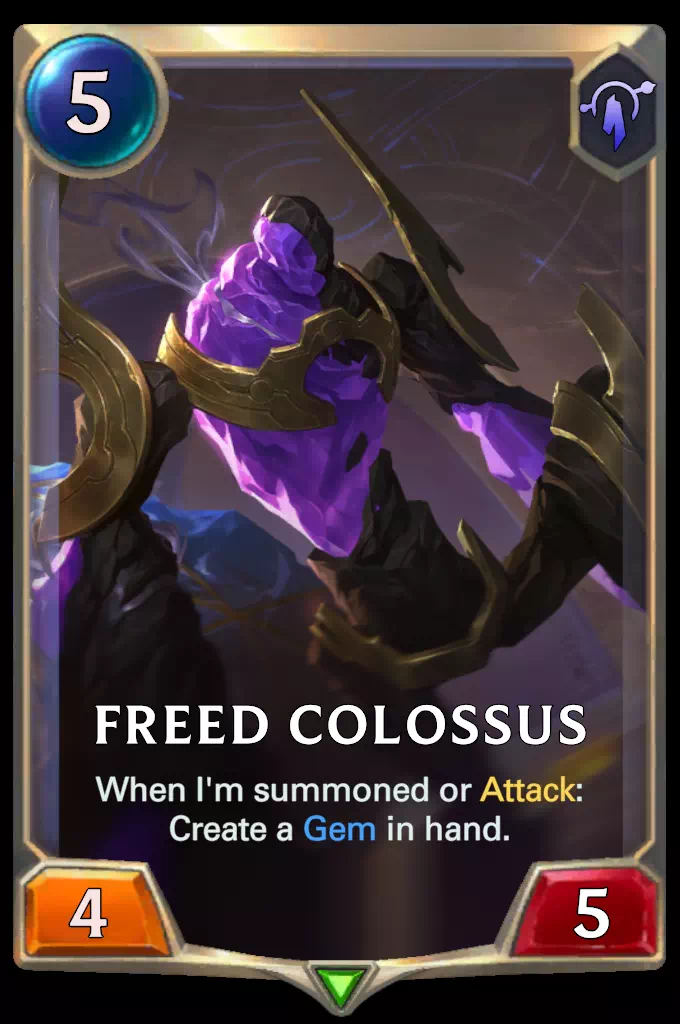 5
FREED COLOSSUS
When I'm summoned or Attack:
Create a Gem in hand.
4
5